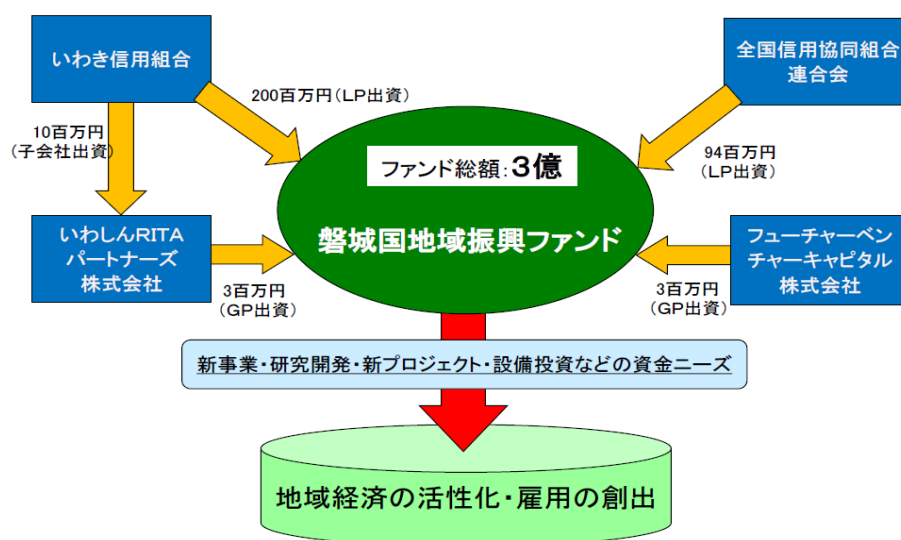 いわき信用組合
全国信用協同組合
連合会
200百万円(LP出資)
10百万円
(子会社出資)
94百万円
(LP出資)
ファンド総額:3億
磐城国地域振興ファンド
いわしんRITA
パートナーズ
株式会社
フューチャーベン
チャーキャピタル
株式会社
3百万円
(GP出資)
3百万円
(GP出資)
新事業・研究開発・新プロジェクト・設備投資などの資金ニーズ
地域経済の活性化・雇用の創出